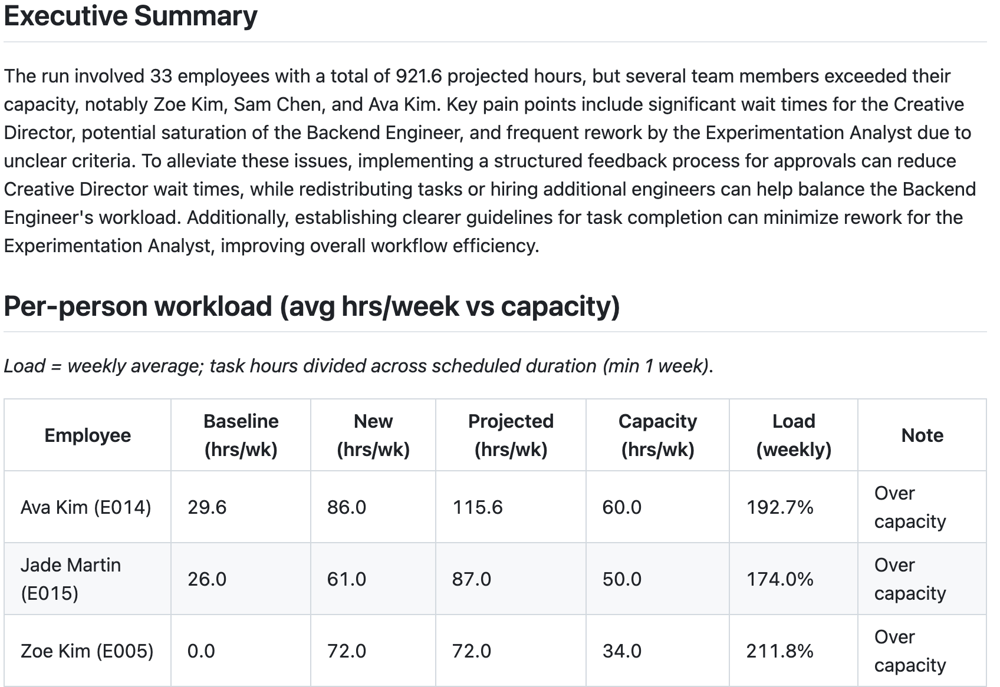 Executive Summary
The run involved 33 employees with a total of 921.6 projected hours, but several team members exceeded their
capacity, notably Zoe Kim, Sam Chen, and Ava Kim. Key pain points include significant wait times for the Creative
Director, potential saturation of the Backend Engineer, and frequent rework by the Experimentation Analyst due to
unclear criteria. To alleviate these issues, implementing a structured feedback process for approvals can reduce
Creative Director wait times, while redistributing tasks or hiring additional engineers can help balance the Backend
Engineer's workload. Additionally, establishing clearer guidelines for task completion can minimize rework for the
Experimentation Analyst, improving overall workflow efficiency.
Per-person workload (avg hrs/week vs capacity)
Load = weekly average; task hours divided across scheduled duration (min 1 week).
Employee Baseline (hrs/wk) New (hrs/wk) Projected (hrs/wk) Capacity (hrs/wk) Load (weekly) Note
Ava Kim (E014) 29.6 86.0 115.6 60.0 192.7% Over capacity
Jade Martin (E015) 26.0 61.0 87.0 50.0 174.0% Over capacity
Zoe Kim (E005) 0.0 72.0 72.0 34.0 211.8% Over capacity